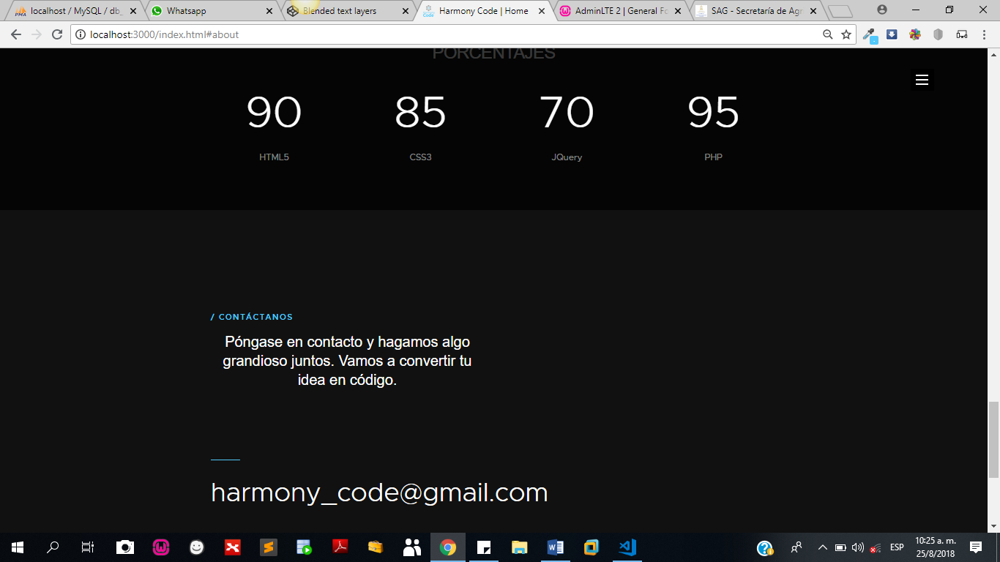 localhost / MySQL / db_
Whatsapp
Blended text layers
Harmony Code | Home
AdminLTE 2 | General Fo
SAG - Secretaría de Agr
localhost:3000/index.html#about
PORCENTAJES
90 85 70 95
HTML5 CSS3 JQuery PHP
/ CONTÁCTANOS
Póngase en contacto y hagamos algo
grandioso juntos. Vamos a convertir tu
idea en código.
harmony_code@gmail.com
ESP
10:25 a. m.
25/8/2018